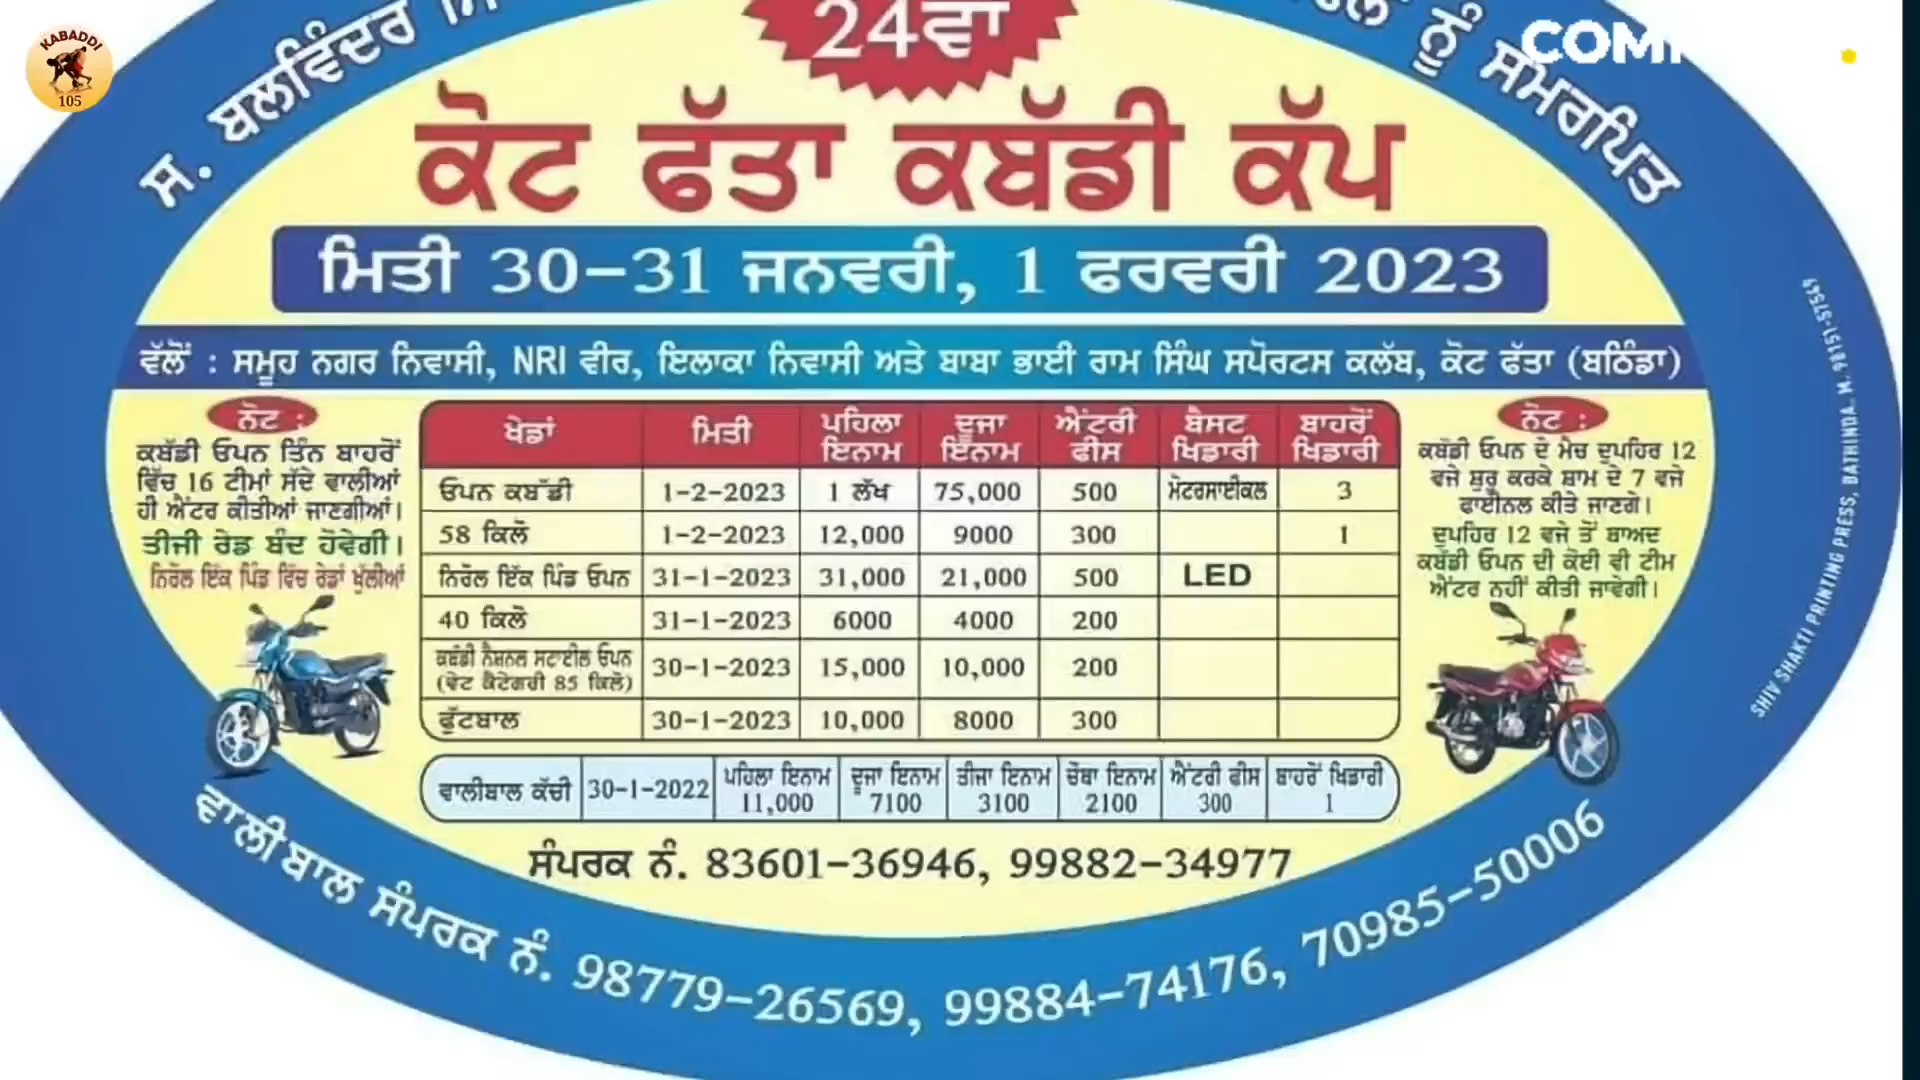 KABADDI
105
COM
ਸ. ਬਲਵਿੰਦਰ
ਨੂੰ ਸਮਰਪਿਤ
24ਵਾਂ
ਕੋਟ ਫੱਤਾ ਕਬੱਡੀ ਕੱਪ
ਮਿਤੀ 30-31 ਜਨਵਰੀ, 1 ਫਰਵਰੀ 2023
ਵੱਲੋਂ : ਸਮੂਹ ਨਗਰ ਨਿਵਾਸੀ, NRI ਵੀਰ, ਇਲਾਕਾ ਨਿਵਾਸੀ ਅਤੇ ਬਾਬਾ ਭਾਈ ਰਾਮ ਸਿੰਘ ਸਪੋਰਟਸ ਕਲੱਬ, ਕੋਟ ਫੱਤਾ (ਬਠਿੰਡਾ)
ਨੋਟ :
ਕਬੱਡੀ ਓਪਨ ਤਿੰਨ ਬਾਹਰੋਂ
ਵਿੱਚ 16 ਟੀਮਾਂ ਸੱਦੇ ਵਾਲੀਆਂ
ਹੀ ਐਂਟਰ ਕੀਤੀਆਂ ਜਾਣਗੀਆਂ।
ਤੀਜੀ ਰੇਡ ਬੰਦ ਹੋਵੇਗੀ।
ਨਿਰੋਲ ਇੱਕ ਪਿੰਡ ਵਿੱਚ ਰੇਡਾਂ ਖੁੱਲੀਆਂ
ਖੇਡਾਂ ਮਿਤੀ ਪਹਿਲਾ ਇਨਾਮ ਦੂਜਾ ਇਨਾਮ ਐਂਟਰੀ ਫੀਸ ਬੈਸਟ ਖਿਡਾਰੀ ਬਾਹਰੋਂ ਖਿਡਾਰੀ
ਓਪਨ ਕਬੱਡੀ 1-2-2023 1 ਲੱਖ 75,000 500 ਮੋਟਰਸਾਈਕਲ 3
58 ਕਿਲੋ 1-2-2023 12,000 9000 300 1
ਨਿਰੋਲ ਇੱਕ ਪਿੰਡ ਓਪਨ 31-1-2023 31,000 21,000 500 LED
40 ਕਿਲੋ 31-1-2023 6000 4000 200
ਕਬੱਡੀ ਨੈਸ਼ਨਲ ਸਟਾਈਲ ਓਪਨ
(ਵੇਟ ਕੈਟੇਗਰੀ 85 ਕਿਲੋ) 30-1-2023 15,000 10,000 200
ਫੁੱਟਬਾਲ 30-1-2023 10,000 8000 300
ਨੋਟ :
ਕਬੱਡੀ ਓਪਨ ਦੇ ਮੈਚ ਦੁਪਹਿਰ 12
ਵਜੇ ਸ਼ੁਰੂ ਕਰਕੇ ਸ਼ਾਮ ਦੇ 7 ਵਜੇ
ਫਾਈਨਲ ਕੀਤੇ ਜਾਣਗੇ।
ਦੁਪਹਿਰ 12 ਵਜੇ ਤੋਂ ਬਾਅਦ
ਕਬੱਡੀ ਓਪਨ ਦੀ ਕੋਈ ਵੀ ਟੀਮ
ਐਂਟਰ ਨਹੀਂ ਕੀਤੀ ਜਾਵੇਗੀ।
ਵਾਲੀਬਾਲ ਕੱਚੀ 30-1-2022 ਪਹਿਲਾ ਇਨਾਮ 11,000 ਦੂਜਾ ਇਨਾਮ 7100 ਤੀਜਾ ਇਨਾਮ 3100 ਚੌਥਾ ਇਨਾਮ 2100 ਐਂਟਰੀ ਫੀਸ 300 ਬਾਹਰੋਂ ਖਿਡਾਰੀ 1
ਸੰਪਰਕ ਨੰ. 83601-36946, 99882-34977
ਵਾਲੀਬਾਲ ਸੰਪਰਕ ਨੰ. 98779-26569, 99884-74176, 70985-50006
SHIV SHAKTI PRINTING PRESS, BATHINDA. M. 98151-57549